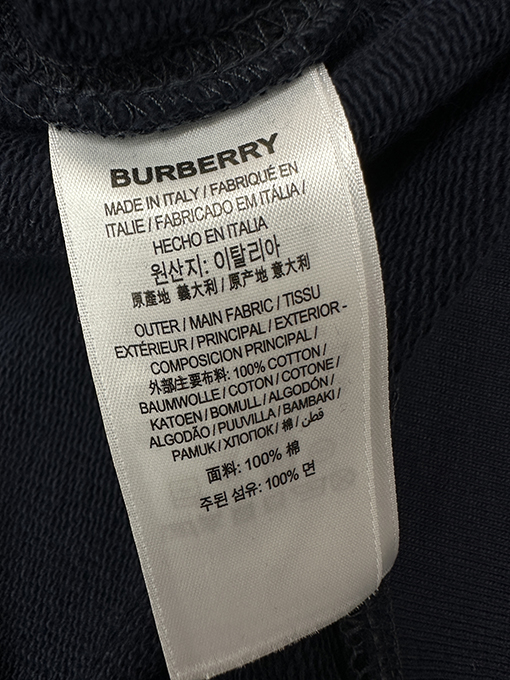 BURBERRY
MADE IN ITALY / FABRIQUÉ EN
ITALIE / FABRICADO EM ITÁLIA /
HECHO EN ITALIA
원산지: 이탈리아
原產地 義大利 / 原产地 意大利
OUTER / MAIN FABRIC / TISSU
EXTÉRIEUR / PRINCIPAL / EXTERIOR -
COMPOSICION PRINCIPAL /
外部主要布料: 100% COTTON /
BAUMWOLLE / COTON / COTONE /
KATOEN / BOMULL / ALGODÓN /
ALGODÃO / PUUVILLA / BAMBAKI /
PAMUK / ХЛОПОК / 棉 / قطن
面料: 100% 棉
주된 섬유: 100% 면